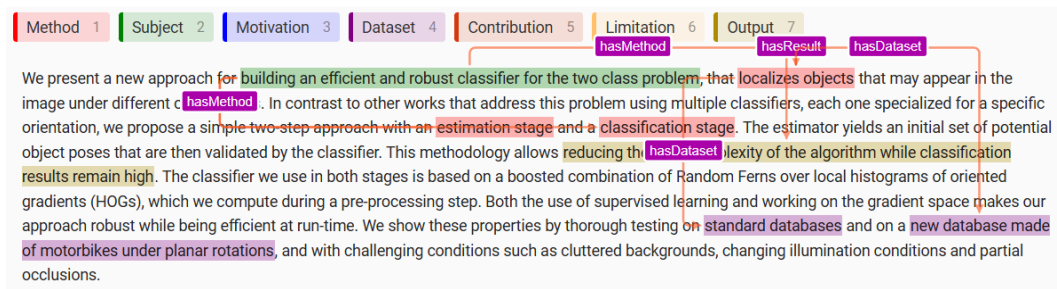 Method 1 Subject 2 Motivation 3 Dataset 4 Contribution 5 Limitation 6 Output 7
hasMethod hasResult hasDataset
We present a new approach for building an efficient and robust classifier for the two class problem, that localizes objects that may appear in the
image under different c
hasMethod
. In contrast to other works that address this problem using multiple classifiers, each one specialized for a specific
orientation, we propose a simple two-step approach with an estimation stage and a classification stage. The estimator yields an initial set of potential
object poses that are then validated by the classifier. This methodology allows reducing the
hasDataset
plexity of the algorithm while classification
results remain high. The classifier we use in both stages is based on a boosted combination of Random Ferns over local histograms of oriented
gradients (HOGs), which we compute during a pre-processing step. Both the use of supervised learning and working on the gradient space makes our
approach robust while being efficient at run-time. We show these properties by thorough testing on standard databases and on a new database made
of motorbikes under planar rotations, and with challenging conditions such as cluttered backgrounds, changing illumination conditions and partial
occlusions.